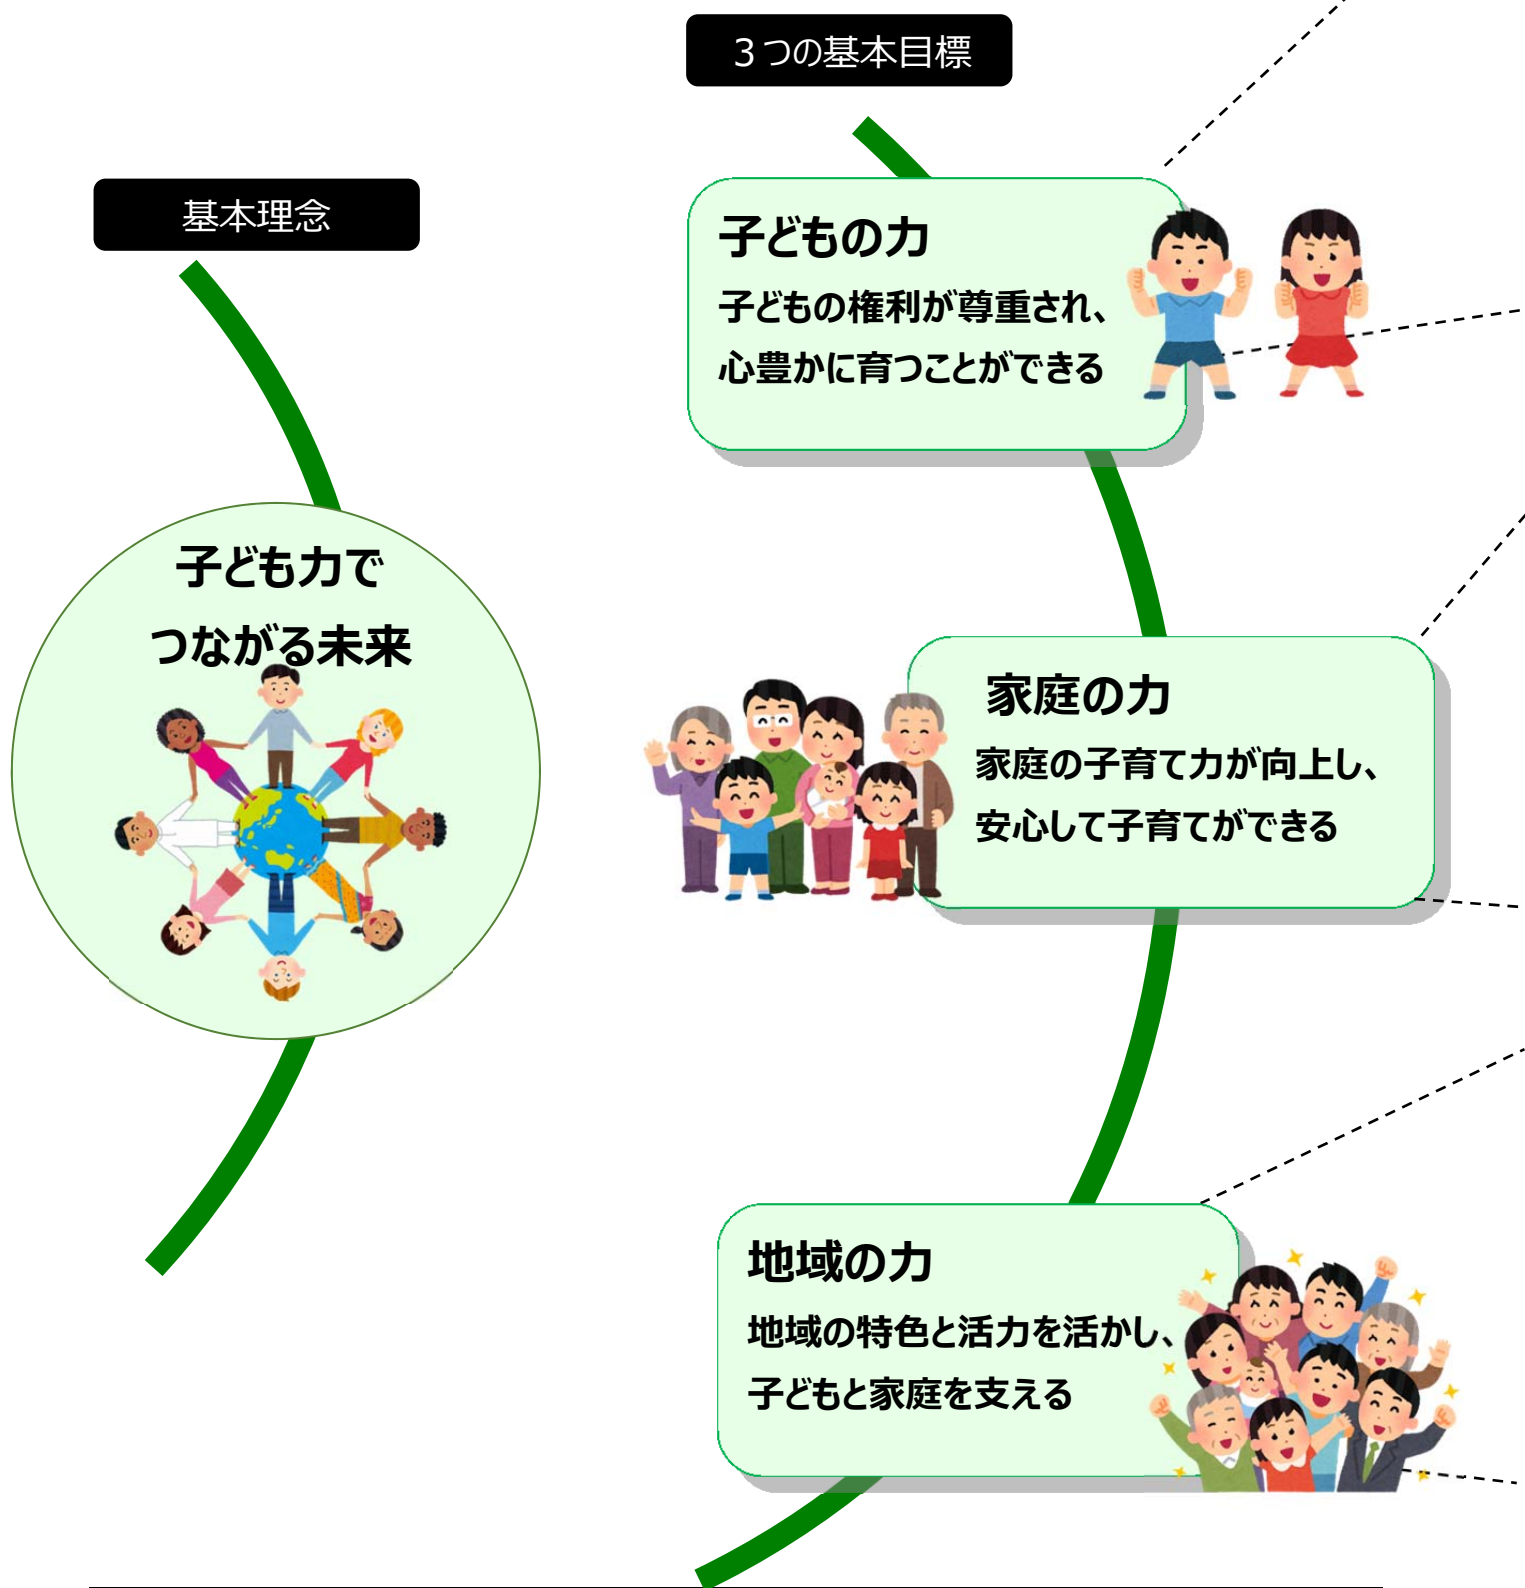 ３つの基本目標
基本理念
子どもの力
子どもの権利が尊重され、
心豊かに育つことができる
子ども力で
つながる未来
家庭の力
家庭の子育て力が向上し、
安心して子育てができる
地域の力
地域の特色と活力を活かし、
子どもと家庭を支える